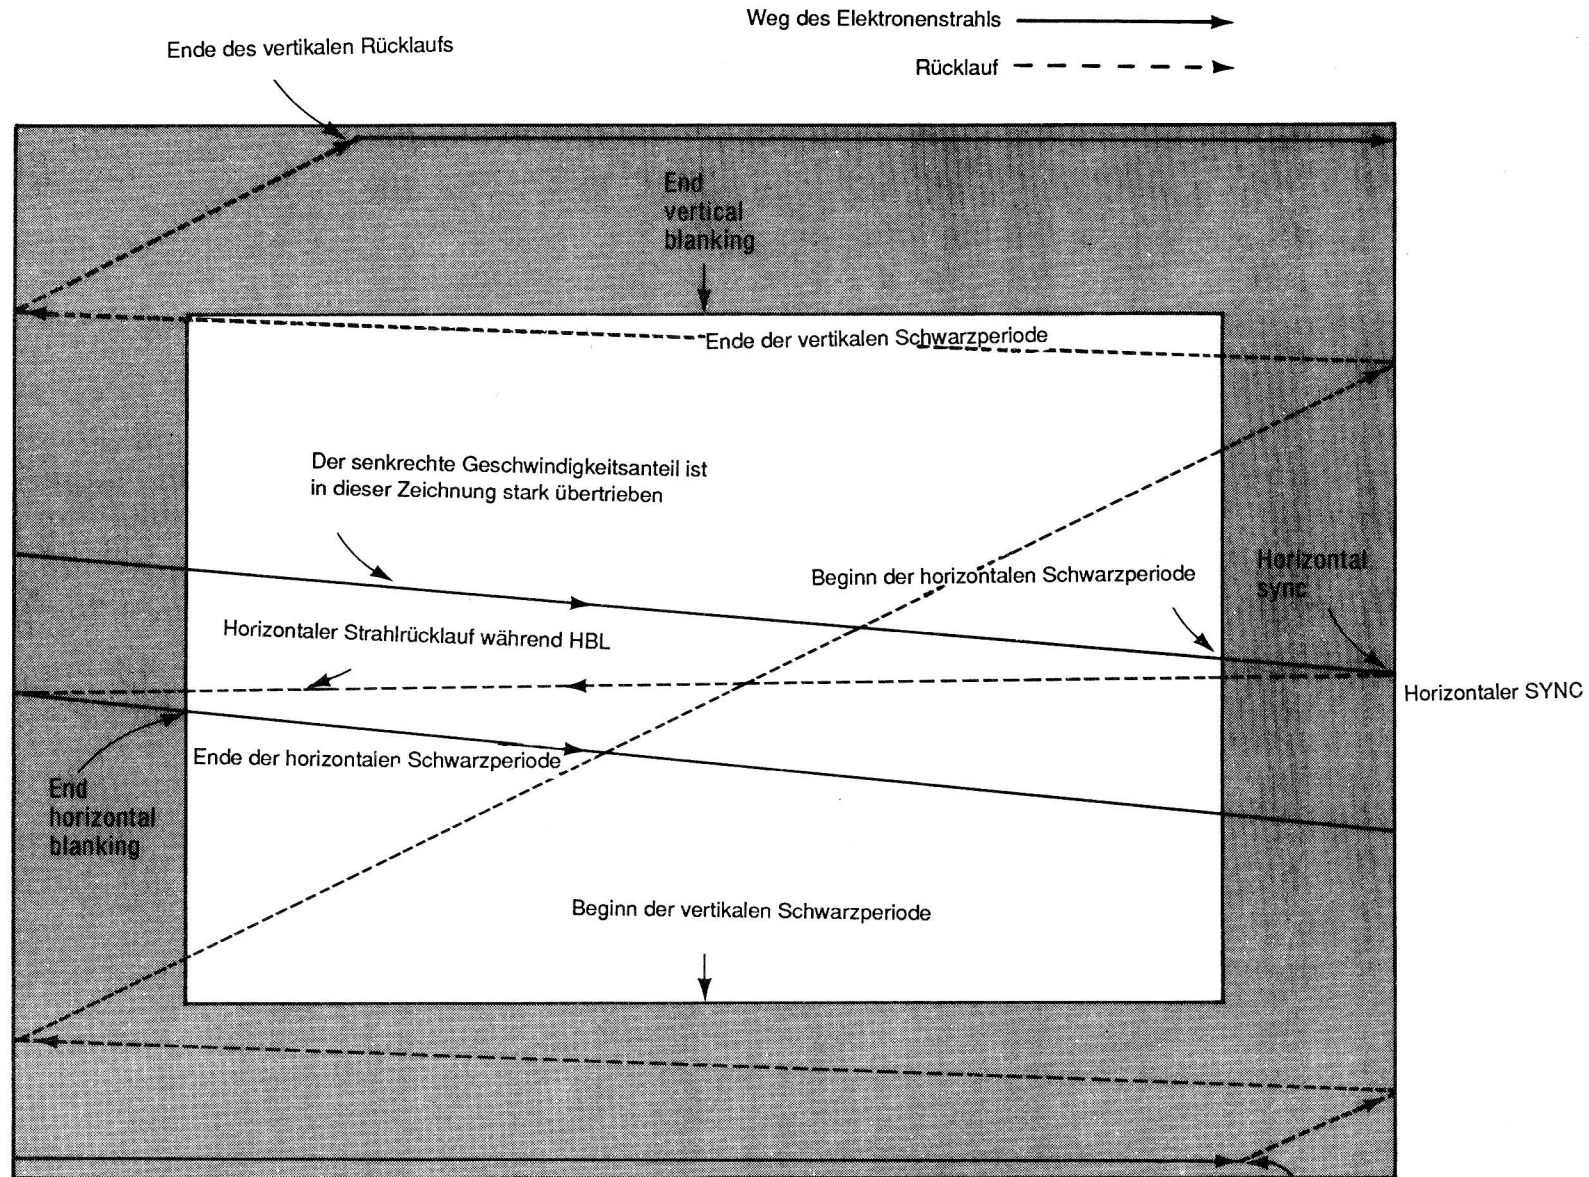 Weg des Elektronenstrahls
Ende des vertikalen Rücklaufs
Rücklauf
End
vertical
blanking
Ende der vertikalen Schwarzperiode
Der senkrechte Geschwindigkeitsanteil ist
in dieser Zeichnung stark übertrieben
Beginn der horizontalen Schwarzperiode
Horizontal
sync
Horizontaler Strahlrücklauf während HBL
Horizontaler SYNC
Ende der horizontalen Schwarzperiode
End
horizontal
blanking
Beginn der vertikalen Schwarzperiode